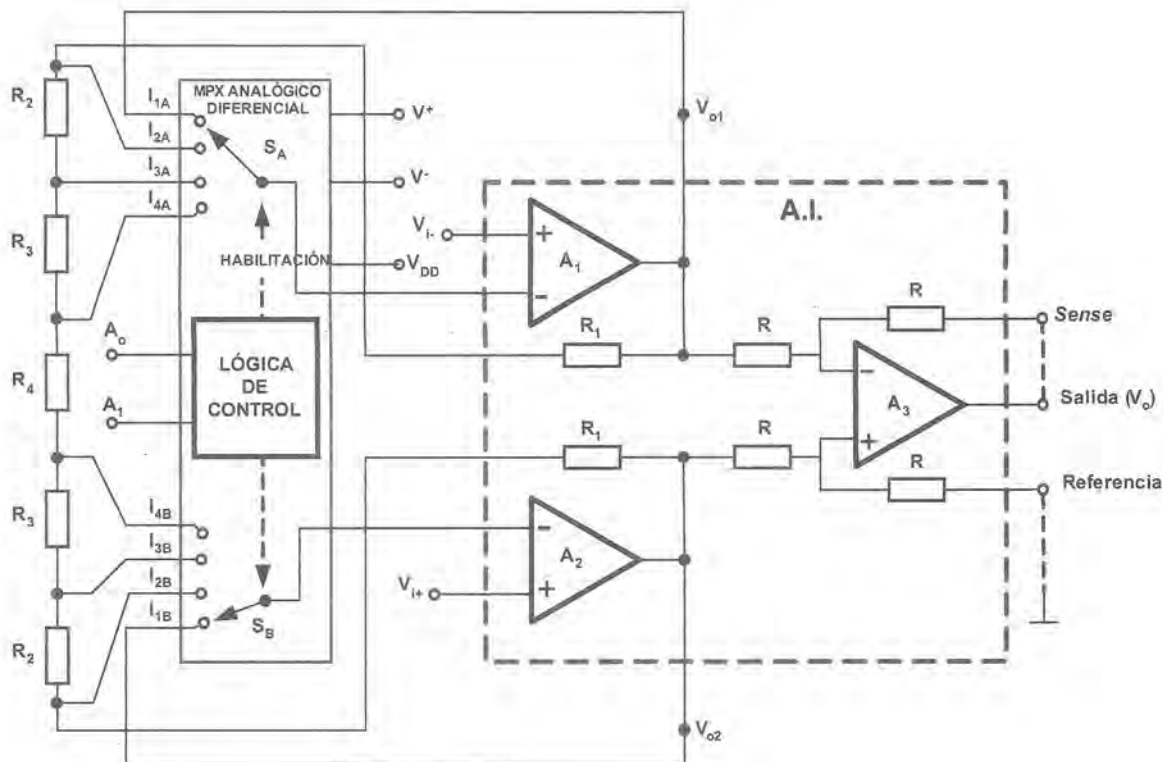 R2
R3
R4
R3
R2
I1A
I2A
I3A
I4A
MPX ANALÓGICO
DIFERENCIAL
SA
HABILITACIÓN
Ao
A1
LÓGICA
DE
CONTROL
I4B
I3B
I2B
I1B
SB
V+
V-
VDD
Vo1
A.I.
Vi-
+
A1
-
R1
R
R
Sense
-
A3
+
Salida (Vo)
R1
R
R
Referencia
-
A2
+
Vi+
Vo2